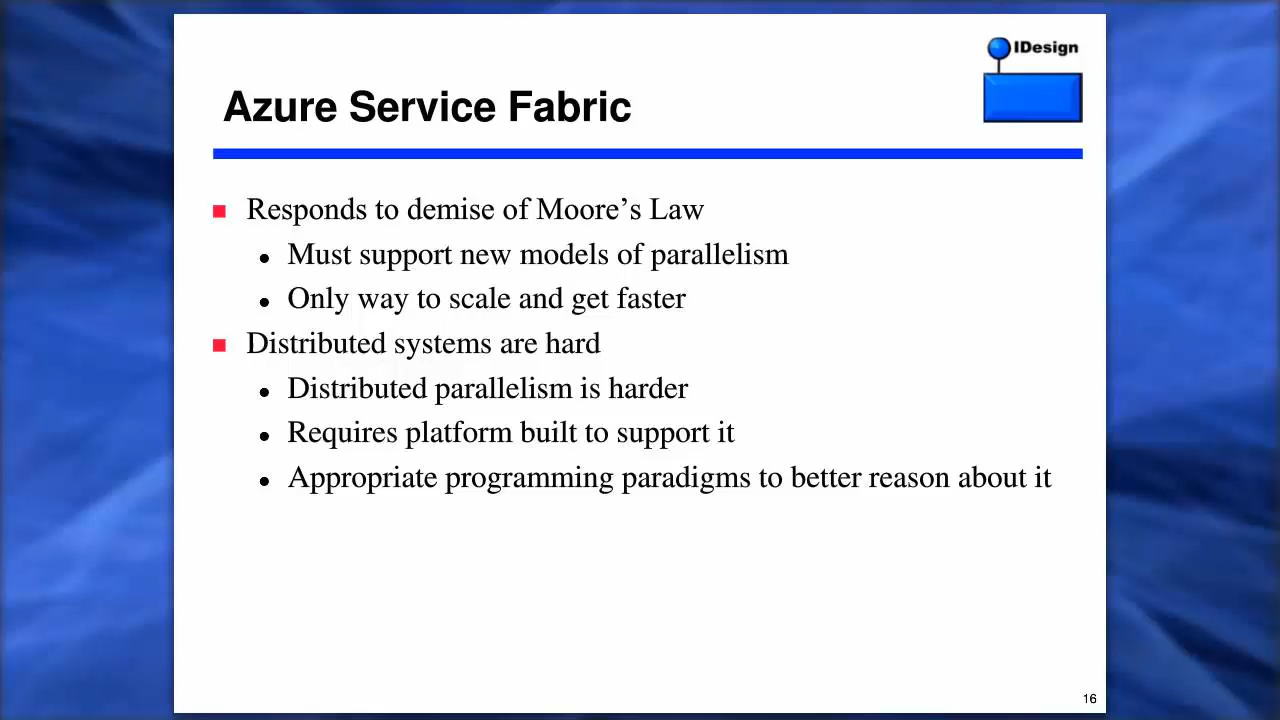 IDesign
Azure Service Fabric
Responds to demise of Moore’s Law
Must support new models of parallelism
Only way to scale and get faster
Distributed systems are hard
Distributed parallelism is harder
Requires platform built to support it
Appropriate programming paradigms to better reason about it
16